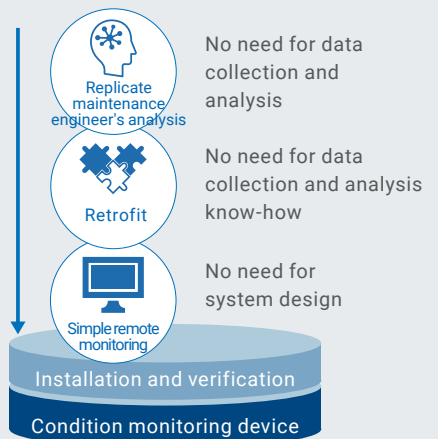 Replicate
maintenance
engineer's analysis
No need for data
collection and
analysis
Retrofit
No need for data
collection and analysis
know-how
Simple remote
monitoring
No need for
system design
Installation and verification
Condition monitoring device